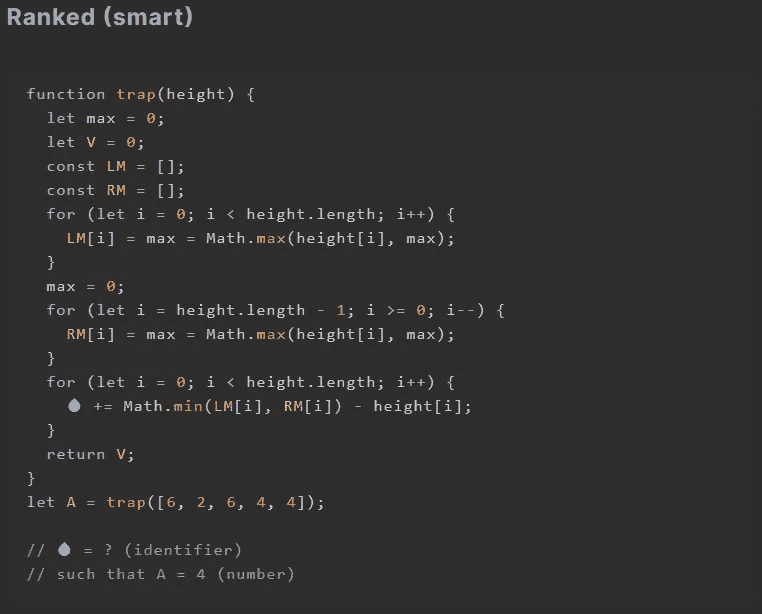 Ranked (smart)
function trap(height) {
let max = 0;
let V = 0;
const LM = [];
const RM = [];
for (let i = 0; i < height.length; i++) {
LM[i] = max = Math.max(height[i], max);
}
max = 0;
for (let i = height.length - 1; i >= 0; i--) {
RM[i] = max = Math.max(height[i], max);
}
for (let i = 0; i < height.length; i++) {
💧 += Math.min(LM[i], RM[i]) - height[i];
}
return V;
}
let A = trap([6, 2, 6, 4, 4]);
// 💧 = ? (identifier)
// such that A = 4 (number)